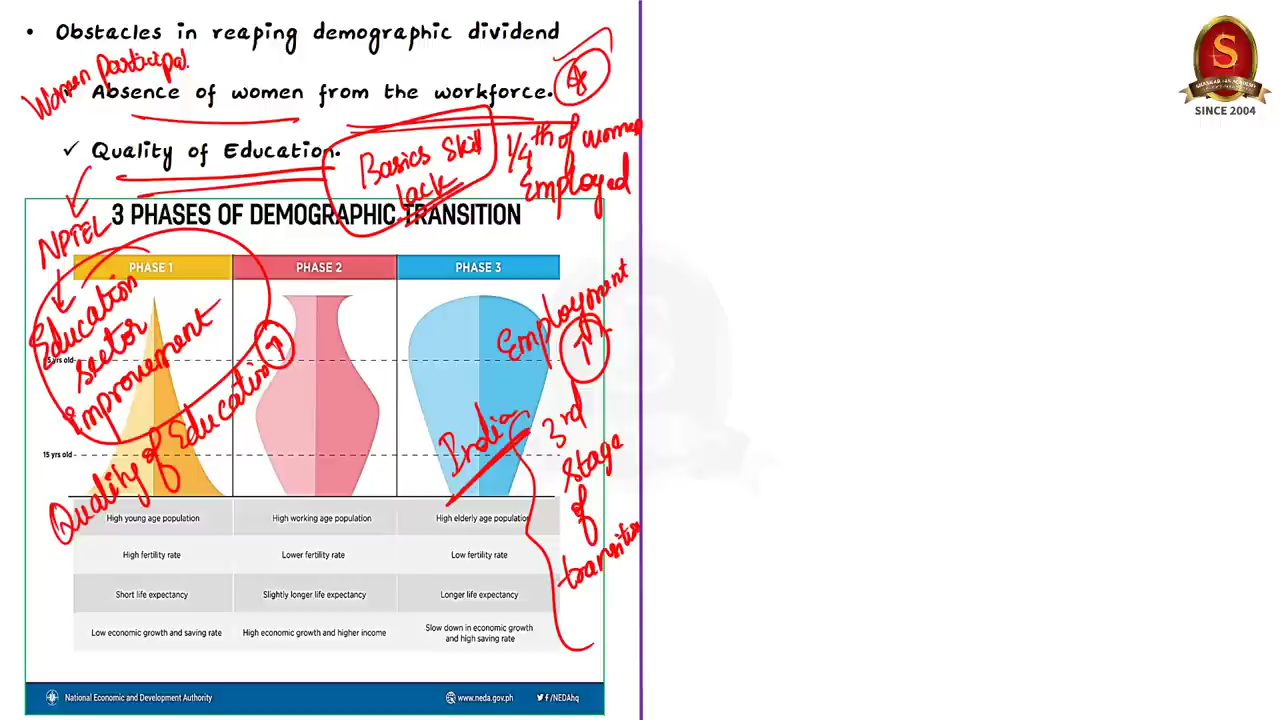 • Obstacles in reaping demographic dividend
Women participa
✓ Absence of women from the workforce.
✓ Quality of Education.
Basics Skill
lack
1/4th of women
Employed
NPTEL
Education
sector
improvement
Quality of Education ↑
3 PHASES OF DEMOGRAPHIC TRANSITION
PHASE 1
PHASE 2
PHASE 3
5 yrs old
15 yrs old
Employment
↑
India
3rd
stage
of
transition
High young age population
High working age population
High elderly age population
High fertility rate
Lower fertility rate
Low fertility rate
Short life expectancy
Slightly longer life expectancy
Longer life expectancy
Low economic growth and saving rate
High economic growth and higher income
Slow down in economic growth
and high saving rate
National Economic and Development Authority
www.neda.gov.ph
/NEDAhq
S
SINCE 2004